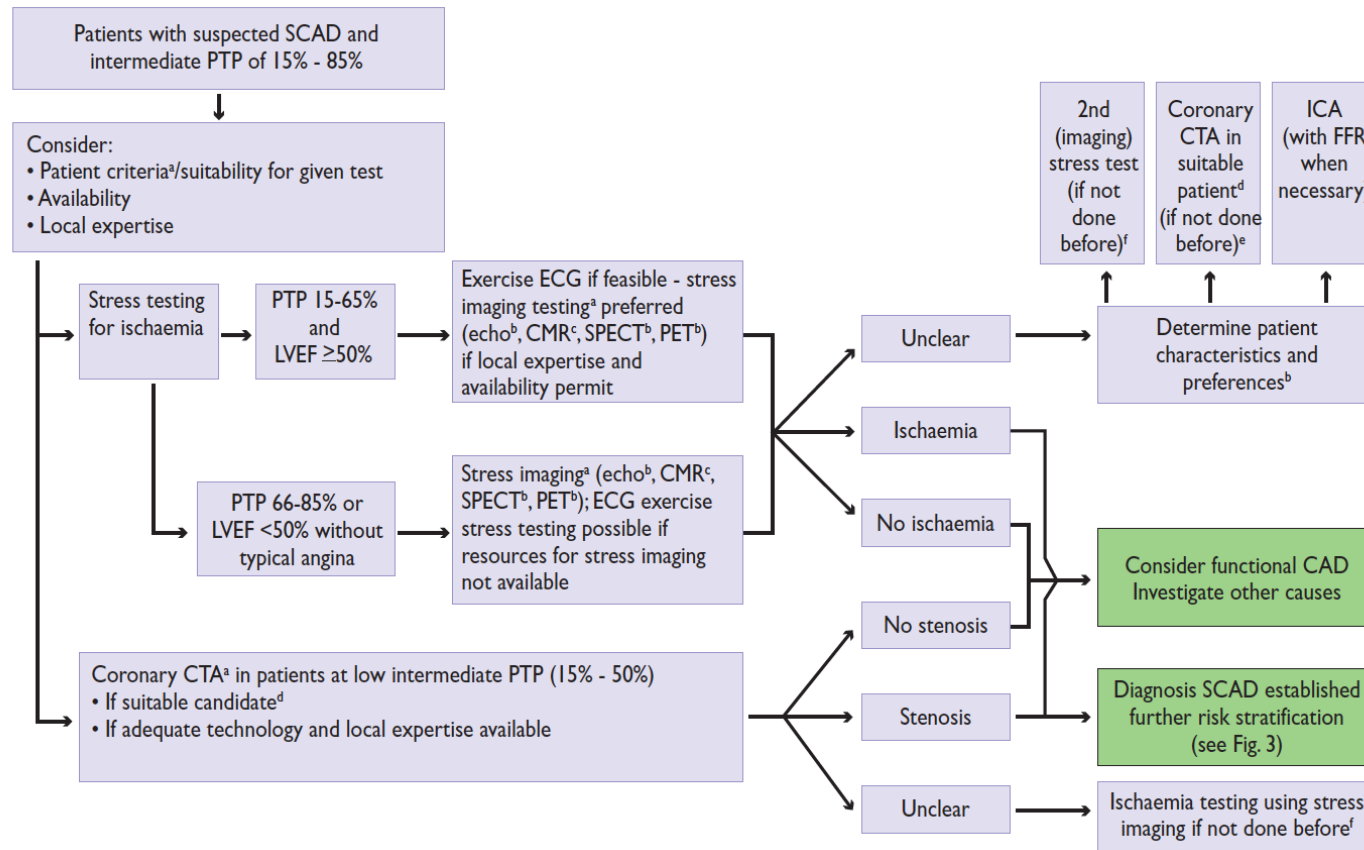 Patients with suspected SCAD and
intermediate PTP of 15% - 85%
Consider:
• Patient criteriaᵃ/suitability for given test
• Availability
• Local expertise
2nd
(imaging)
stress test
(if not
done
before)ᶠ
Coronary
CTA in
suitable
patientᵈ
(if not done
before)ᵉ
ICA
(with FFR
when
necessary)
Stress testing
for ischaemia
PTP 15-65%
and
LVEF ≥50%
Exercise ECG if feasible - stress
imaging testingᵃ preferred
(echoᵇ, CMRᶜ, SPECTᵇ, PETᵇ)
if local expertise and
availability permit
Unclear
Determine patient
characteristics and
preferencesᵇ
Ischaemia
PTP 66-85% or
LVEF <50% without
typical angina
Stress imagingᵃ (echoᵇ, CMRᶜ,
SPECTᵇ, PETᵇ); ECG exercise
stress testing possible if
resources for stress imaging
not available
No ischaemia
Consider functional CAD
Investigate other causes
No stenosis
Coronary CTAᵃ in patients at low intermediate PTP (15% - 50%)
• If suitable candidateᵈ
• If adequate technology and local expertise available
Stenosis
Diagnosis SCAD established
further risk stratification
(see Fig. 3)
Unclear
Ischaemia testing using stress
imaging if not done beforeᶠ